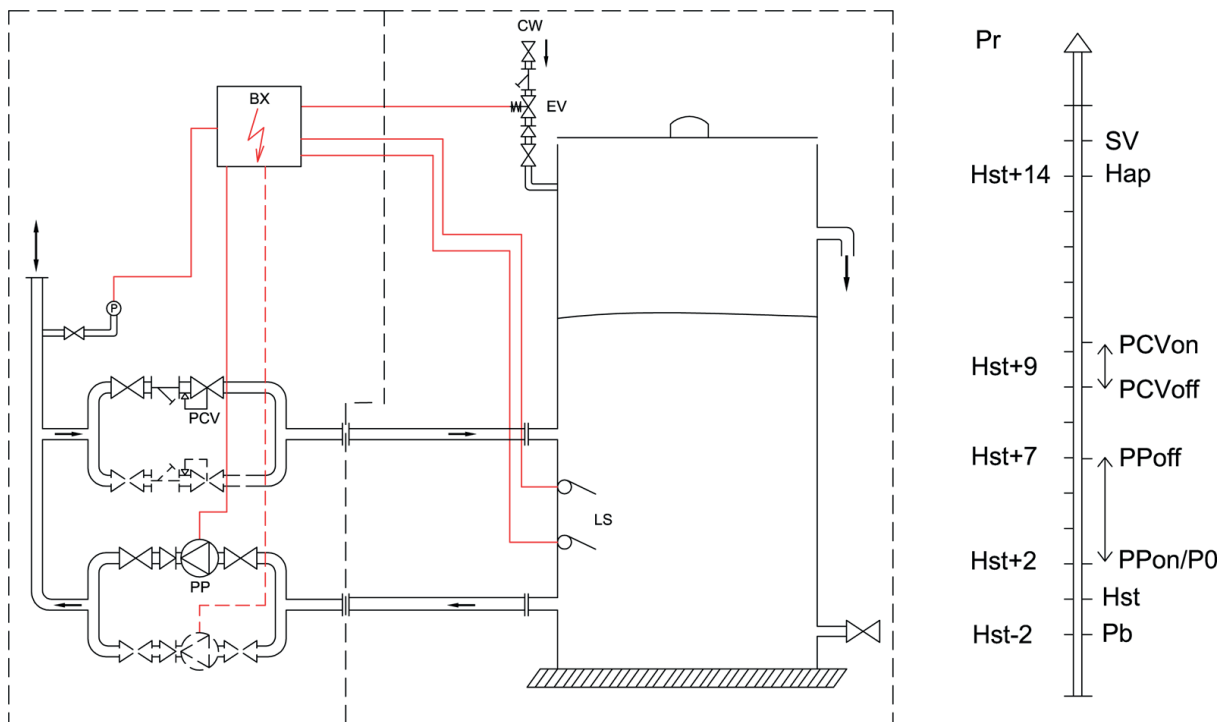 CW
BX
EV
P
PCV
LS
PP
Pr
SV
Hst+14
Hap
PCVon
Hst+9
PCVoff
Hst+7
PPoff
Hst+2
PPon/P0
Hst
Hst-2
Pb